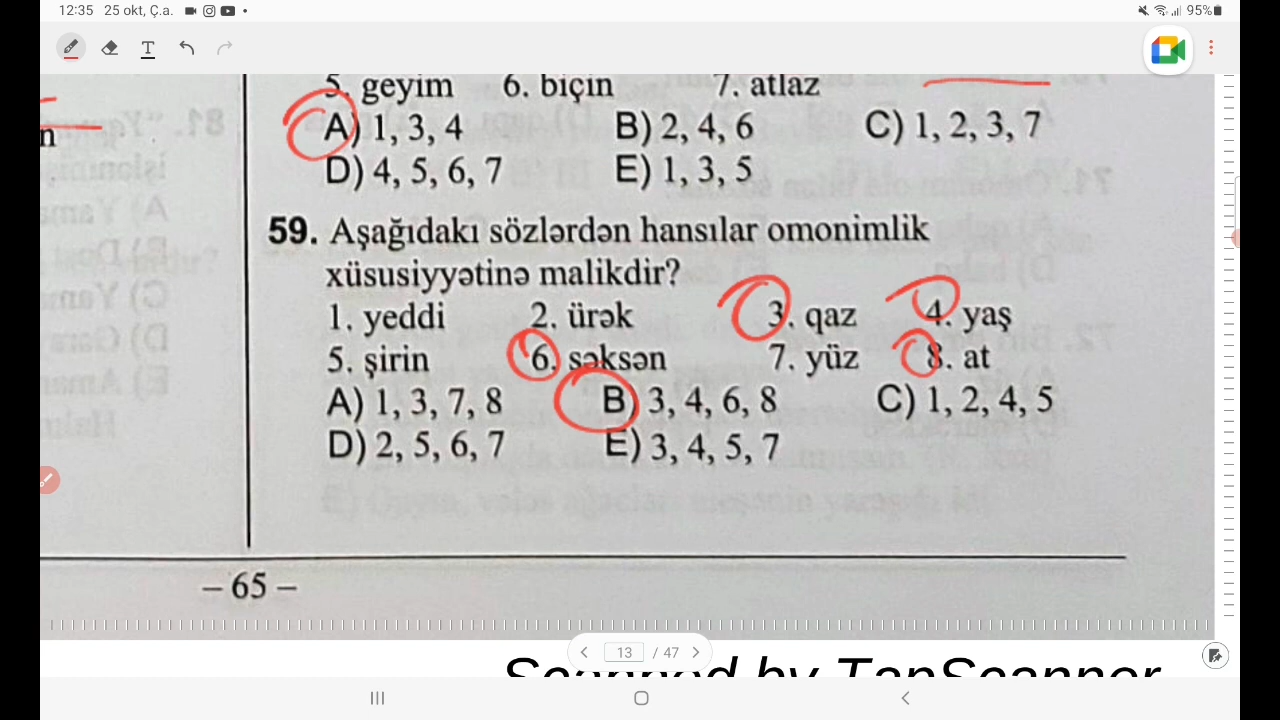 12:35 25 okt, Ç.a. 95%
T
5. geyim 6. biçin 7. atlaz
A) 1, 3, 4 B) 2, 4, 6 C) 1, 2, 3, 7
n
D) 4, 5, 6, 7 E) 1, 3, 5
59. Aşağıdakı sözlərdən hansılar omonimlik
xüsusiyyətinə malikdir?
1. yeddi 2. ürək 3. qaz 4. yaş
5. şirin 6. səksən 7. yüz 8. at
A) 1, 3, 7, 8 B) 3, 4, 6, 8 C) 1, 2, 4, 5
D) 2, 5, 6, 7 E) 3, 4, 5, 7
– 65 –
13 / 47
Scanned by TapScanner